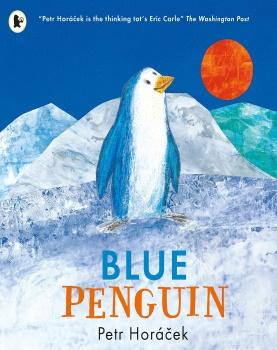 "Petr Horáček is the thinking tot's Eric Carle" The Washington Post
BLUE
PENGUIN
Petr Horáček